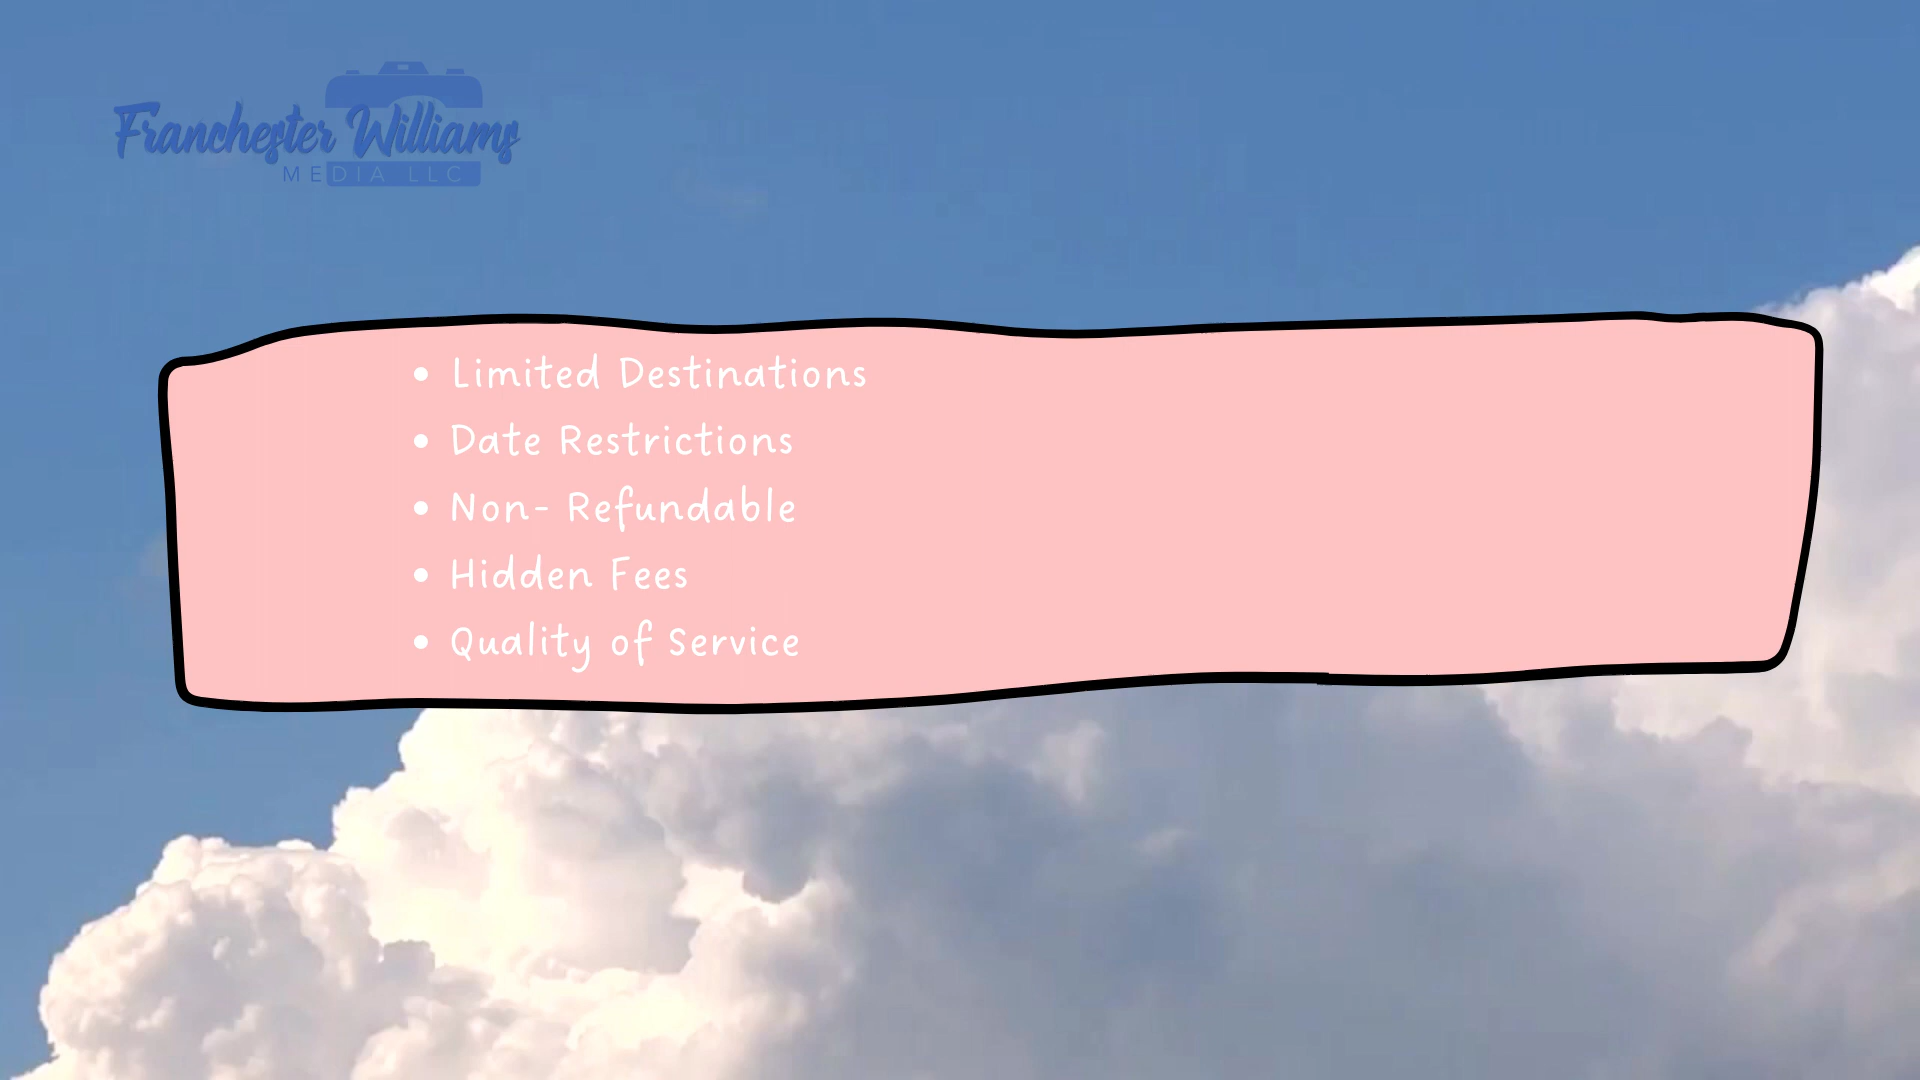 Franchester Williams
MEDIA LLC
• Limited Destinations
• Date Restrictions
• Non- Refundable
• Hidden Fees
• Quality of Service